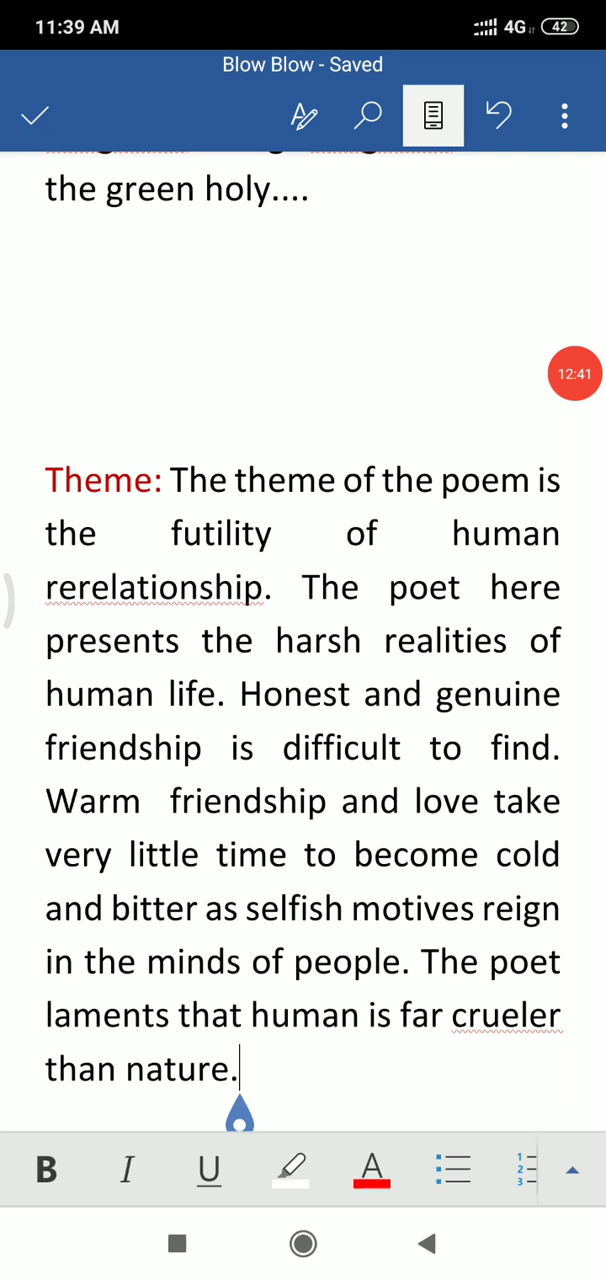 11:39 AM
4G
42
Blow Blow - Saved
the green holy....
12:41
Theme: The theme of the poem is
the futility of human
rerelationship. The poet here
presents the harsh realities of
human life. Honest and genuine
friendship is difficult to find.
Warm friendship and love take
very little time to become cold
and bitter as selfish motives reign
in the minds of people. The poet
laments that human is far crueler
than nature.
B I U A